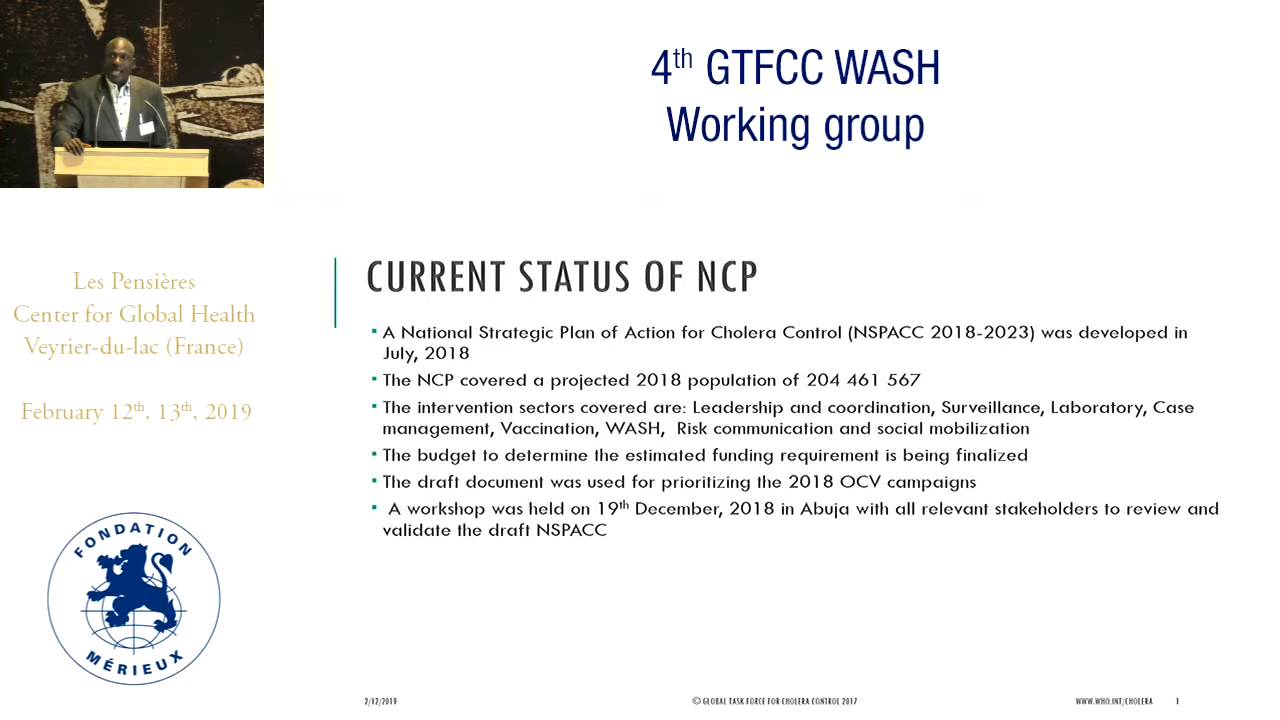 4th GTFCC WASH
Working group
Les Pensières
Center for Global Health
Veyrier-du-lac (France)
February 12th, 13th, 2019
FONDATION
MÉRIEUX
CURRENT STATUS OF NCP
▪ A National Strategic Plan of Action for Cholera Control (NSPACC 2018-2023) was developed in
July, 2018
▪ The NCP covered a projected 2018 population of 204 461 567
▪ The intervention sectors covered are: Leadership and coordination, Surveillance, Laboratory, Case
management, Vaccination, WASH, Risk communication and social mobilization
▪ The budget to determine the estimated funding requirement is being finalized
▪ The draft document was used for prioritizing the 2018 OCV campaigns
▪ A workshop was held on 19th December, 2018 in Abuja with all relevant stakeholders to review and
validate the draft NSPACC
2/12/2019 © GLOBAL TASK FORCE FOR CHOLERA CONTROL 2017 WWW.WHO.INT/CHOLERA 1